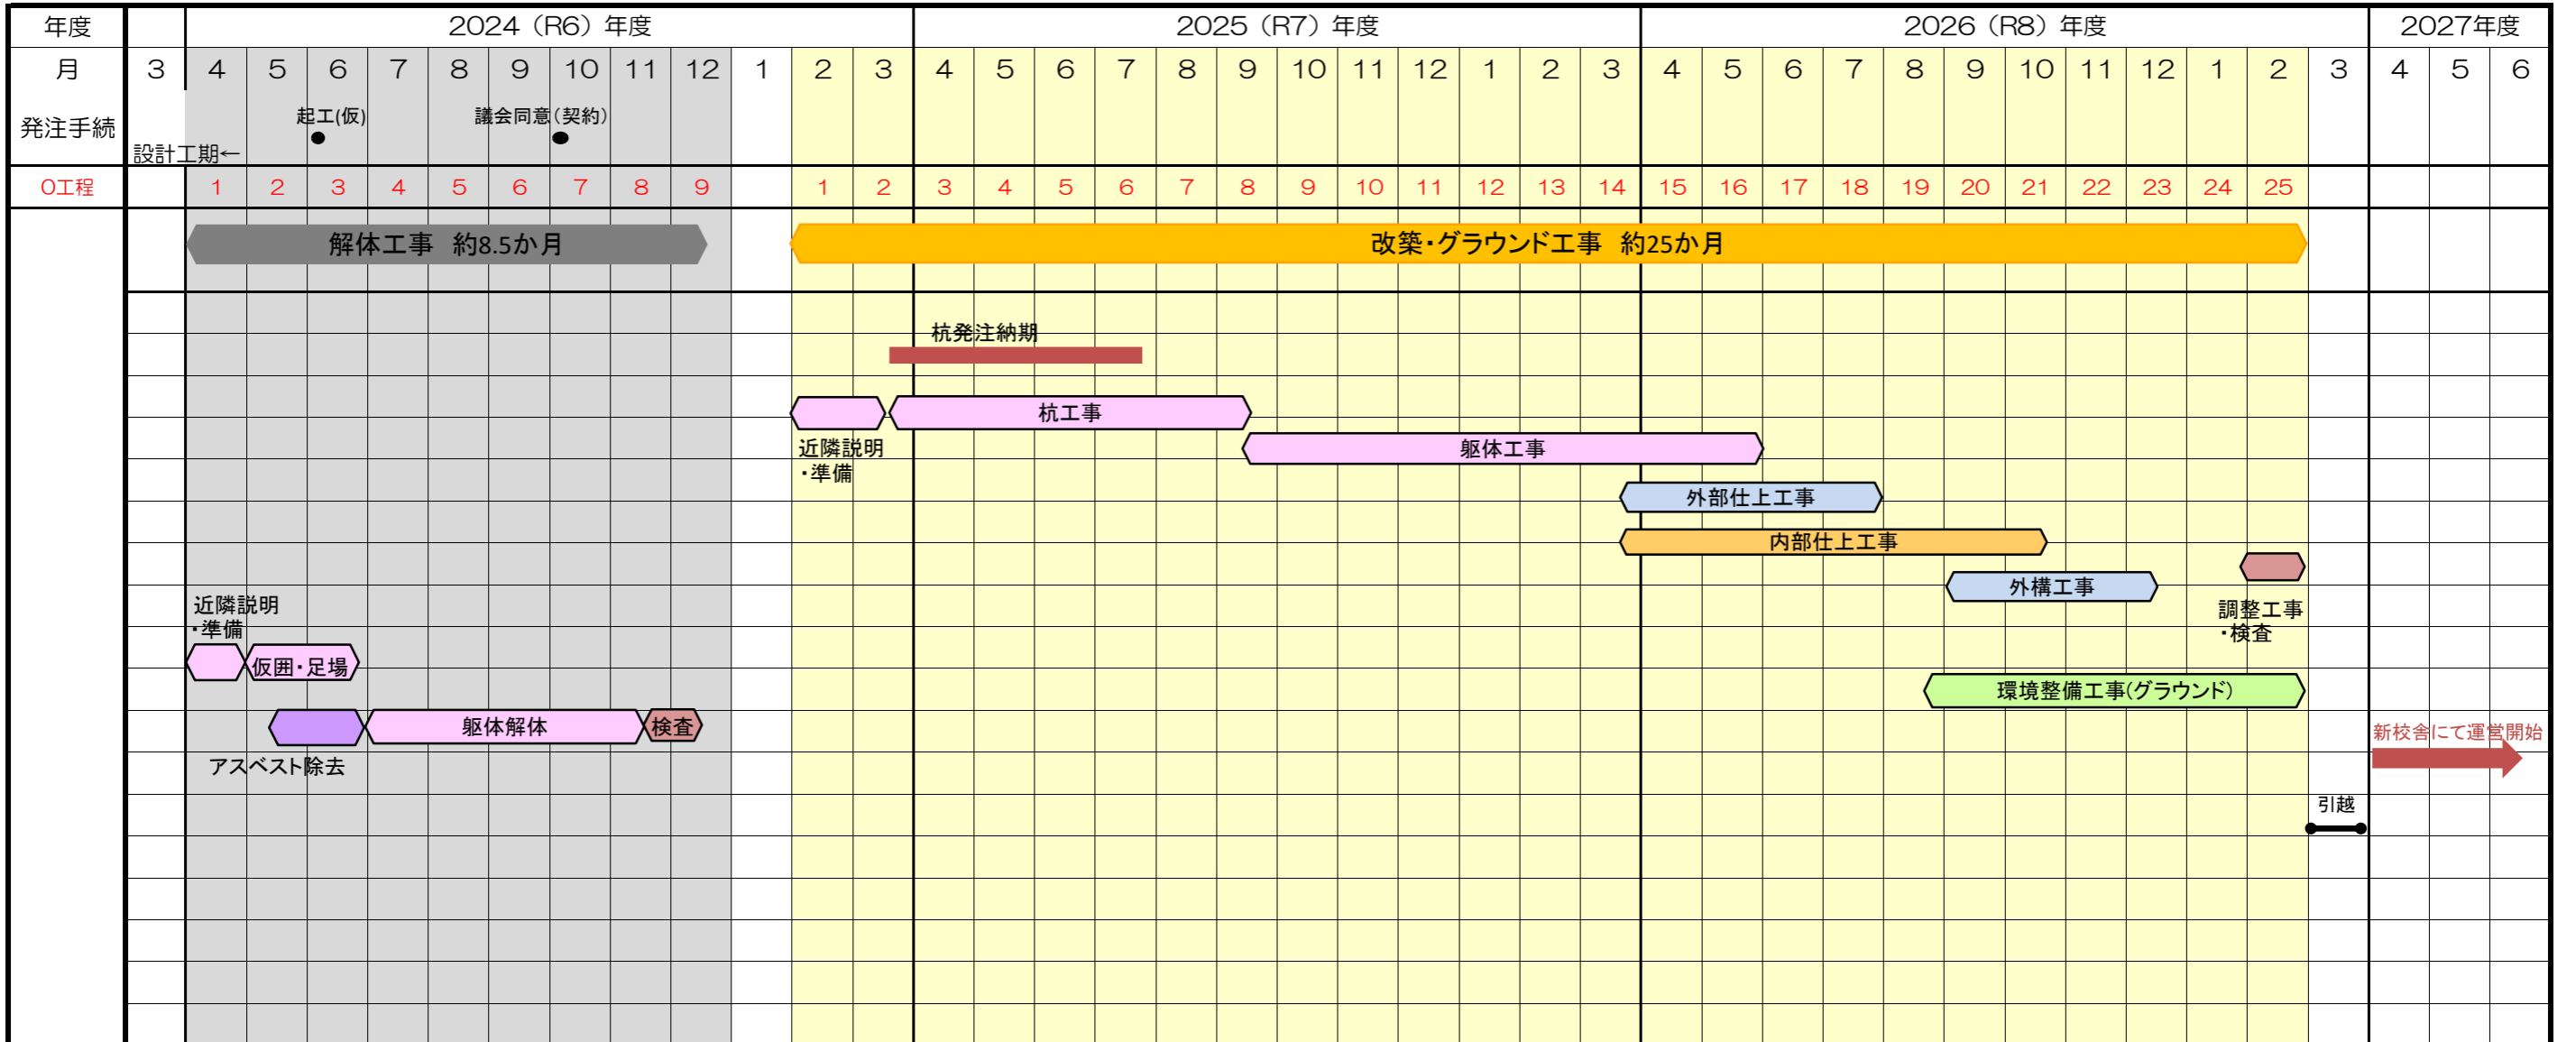 年度 2024（R6）年度 2025（R7）年度 2026（R8）年度 2027年度
月 3 4 5 6 7 8 9 10 11 12 1 2 3 4 5 6 7 8 9 10 11 12 1 2 3 4 5 6 7 8 9 10 11 12 1 2 3 4 5 6
起工(仮) 議会同意（契約）
発注手続
設計工期←
O工程 1 2 3 4 5 6 7 8 9 1 2 3 4 5 6 7 8 9 10 11 12 13 14 15 16 17 18 19 20 21 22 23 24 25
解体工事 約8.5か月 改築・グラウンド工事 約25か月
杭発注納期
杭工事
近隣説明
・準備
躯体工事
外部仕上工事
内部仕上工事
外構工事
調整工事
・検査
近隣説明
・準備
仮囲・足場
環境整備工事(グラウンド)
躯体解体 検査
アスベスト除去
新校舎にて運営開始
引越